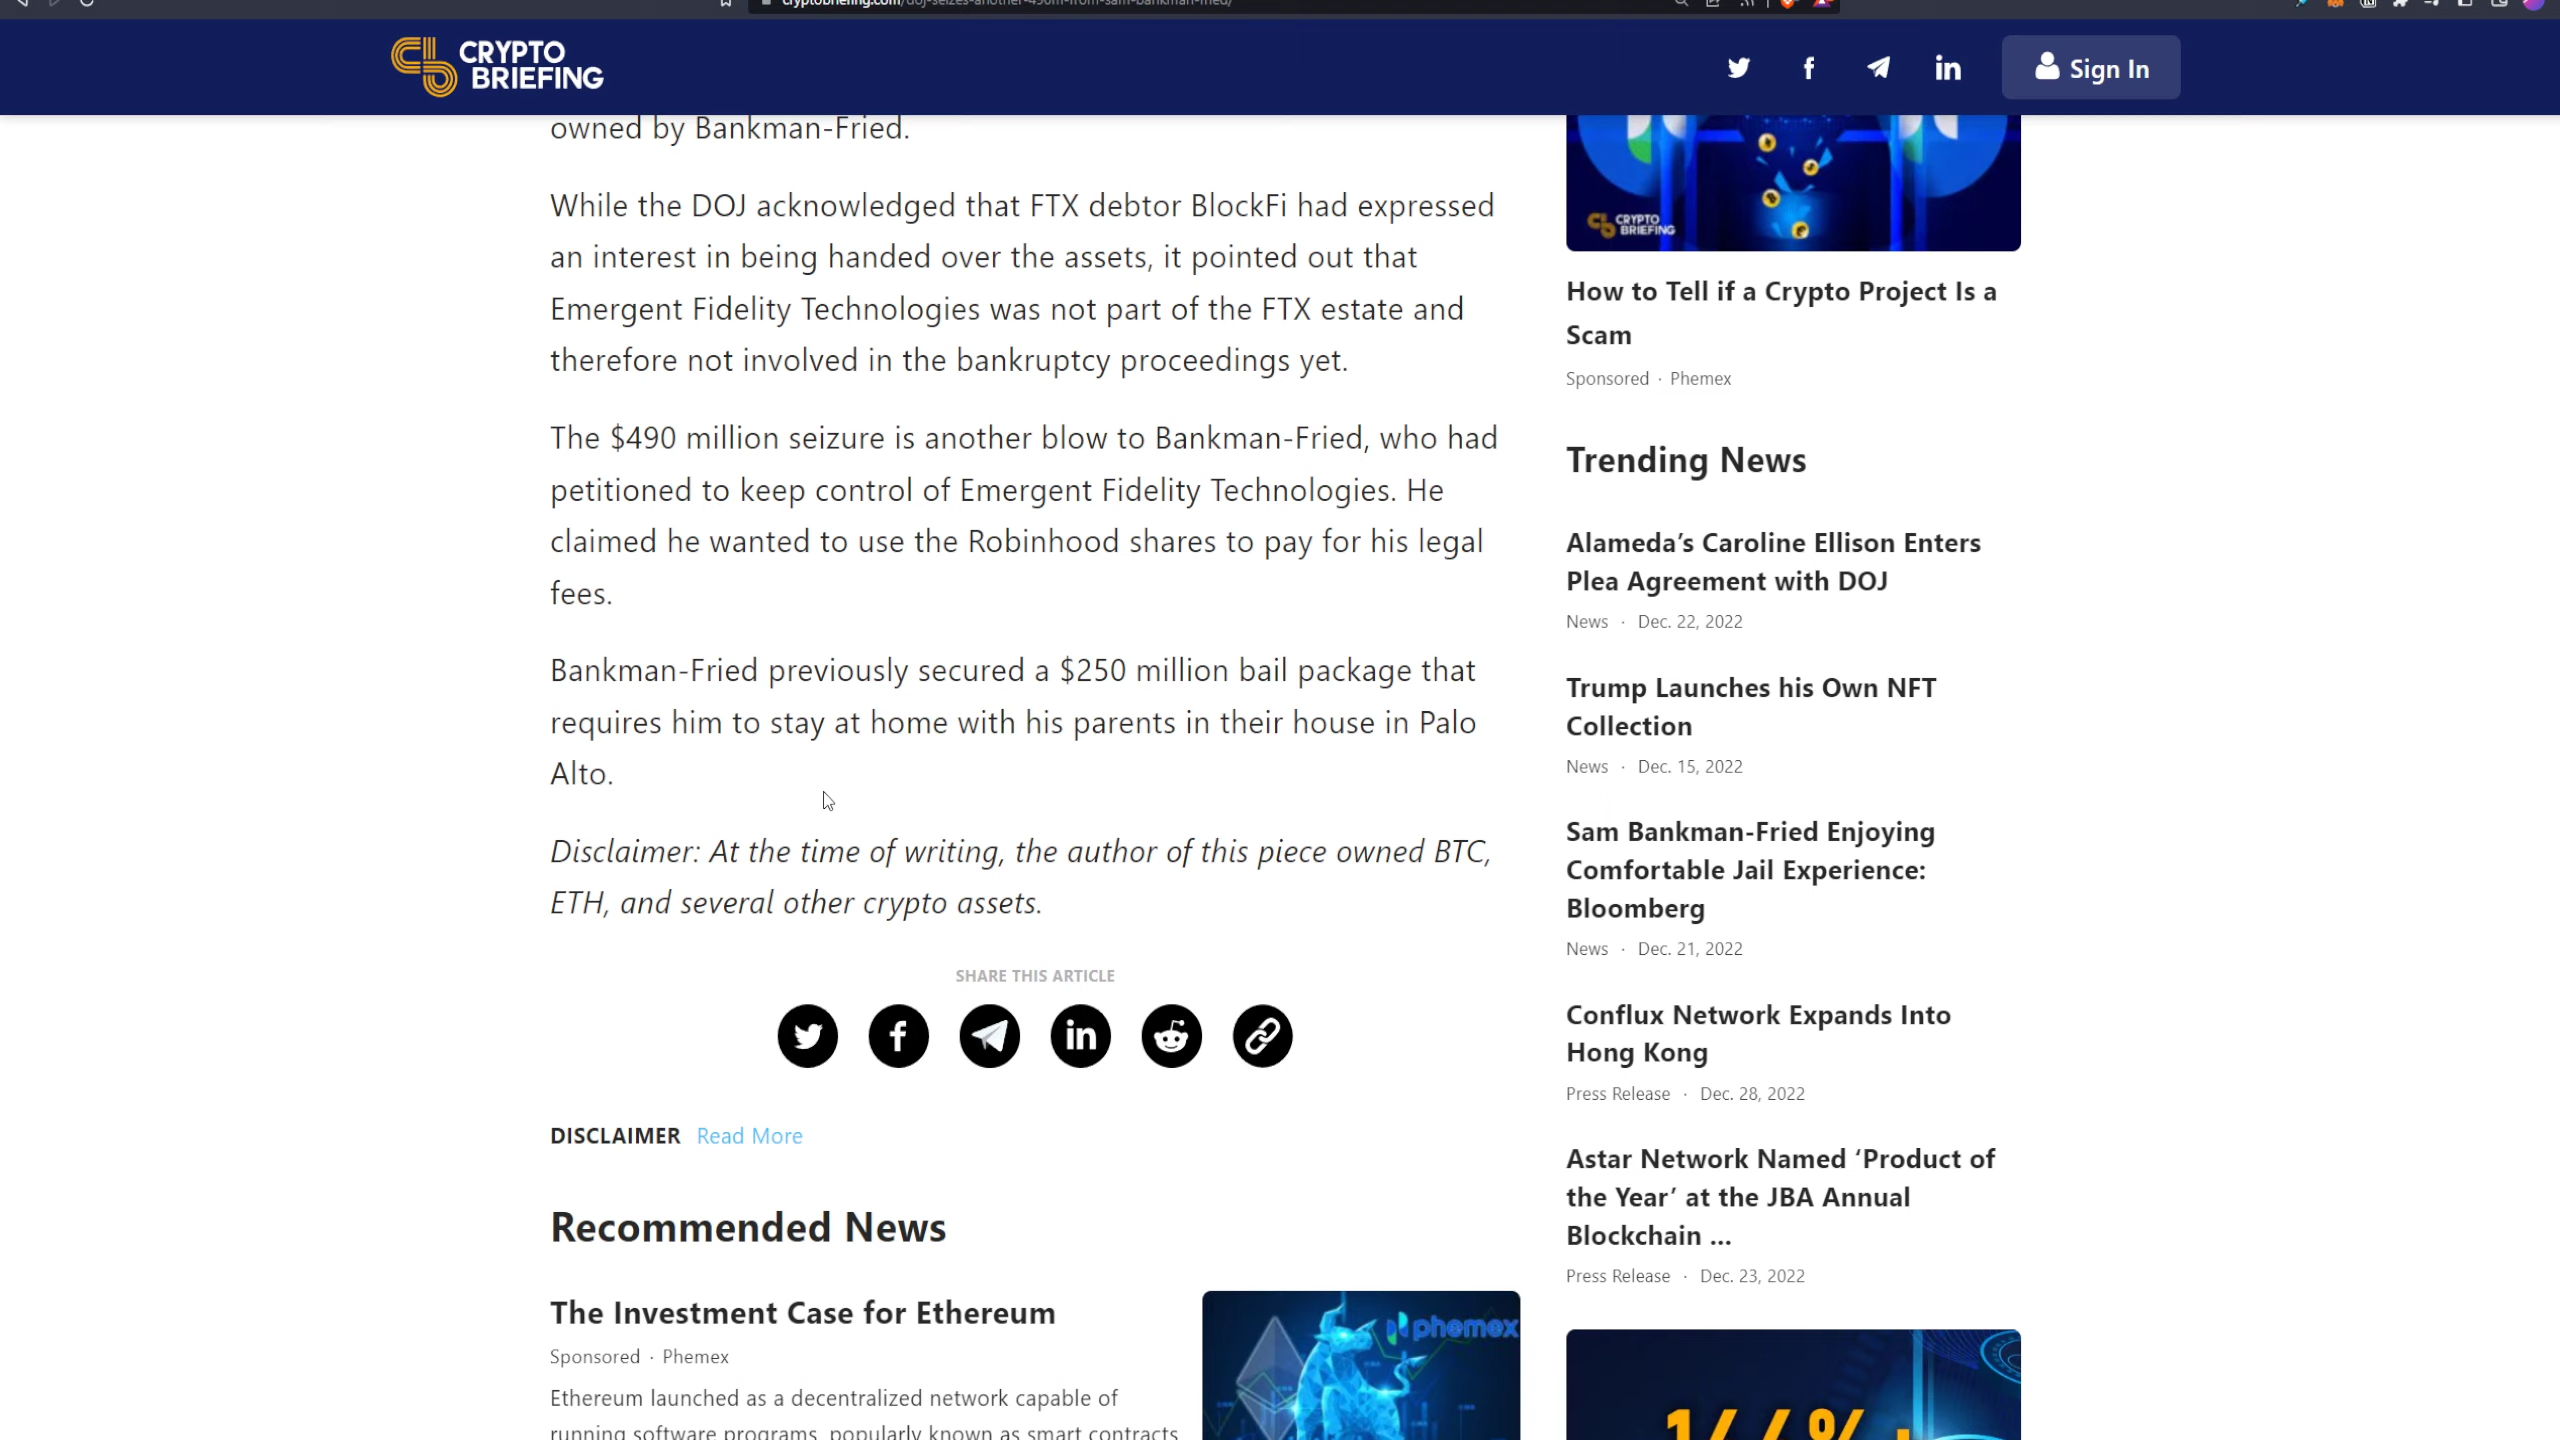 cryptobriefing.com/doj-seizes-another-490m-from-sam-bankman-fried/
CRYPTO
BRIEFING
Sign In
owned by Bankman-Fried.
While the DOJ acknowledged that FTX debtor BlockFi had expressed
an interest in being handed over the assets, it pointed out that
Emergent Fidelity Technologies was not part of the FTX estate and
therefore not involved in the bankruptcy proceedings yet.
The $490 million seizure is another blow to Bankman-Fried, who had
petitioned to keep control of Emergent Fidelity Technologies. He
claimed he wanted to use the Robinhood shares to pay for his legal
fees.
Bankman-Fried previously secured a $250 million bail package that
requires him to stay at home with his parents in their house in Palo
Alto.
Disclaimer: At the time of writing, the author of this piece owned BTC,
ETH, and several other crypto assets.
SHARE THIS ARTICLE
DISCLAIMER Read More
Recommended News
The Investment Case for Ethereum
Sponsored · Phemex
Ethereum launched as a decentralized network capable of
running software programs, popularly known as smart contracts
phemex
CRYPTO
BRIEFING
How to Tell if a Crypto Project Is a
Scam
Sponsored · Phemex
Trending News
Alameda’s Caroline Ellison Enters
Plea Agreement with DOJ
News · Dec. 22, 2022
Trump Launches his Own NFT
Collection
News · Dec. 15, 2022
Sam Bankman-Fried Enjoying
Comfortable Jail Experience:
Bloomberg
News · Dec. 21, 2022
Conflux Network Expands Into
Hong Kong
Press Release · Dec. 28, 2022
Astar Network Named ‘Product of
the Year’ at the JBA Annual
Blockchain ...
Press Release · Dec. 23, 2022